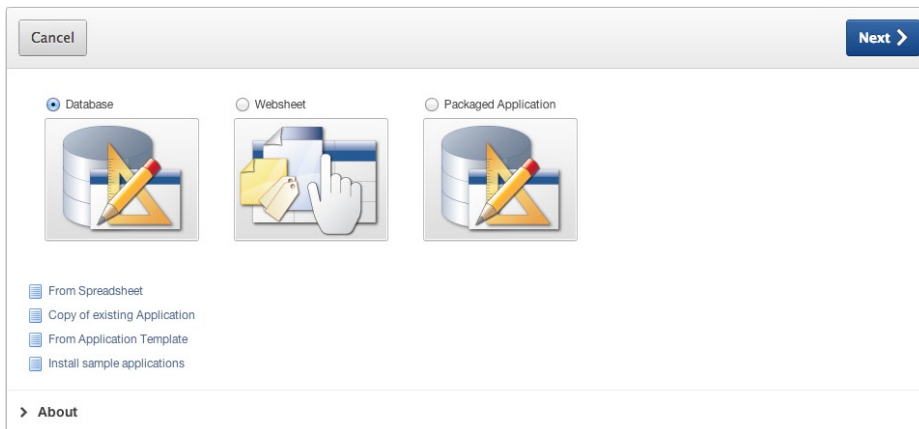 Cancel
Next
Database
Websheet
Packaged Application
From Spreadsheet
Copy of existing Application
From Application Template
Install sample applications
About